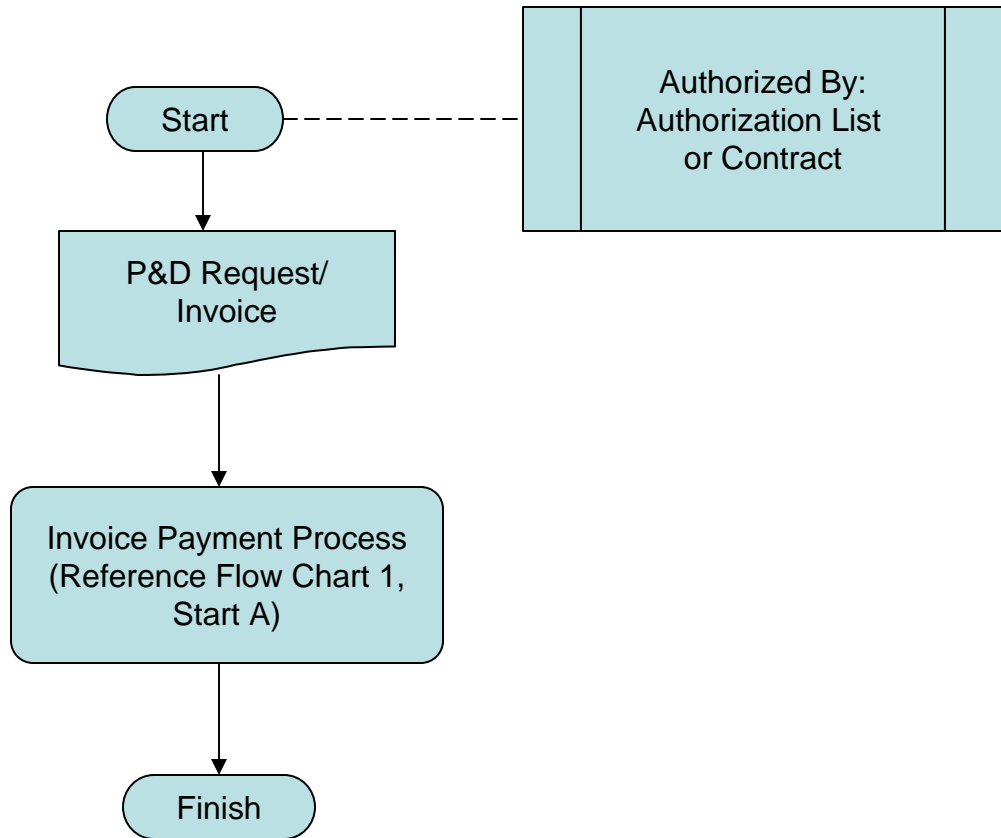 Start
Authorized By:
Authorization List
or Contract
P&D Request/
Invoice
Invoice Payment Process
(Reference Flow Chart 1,
Start A)
Finish